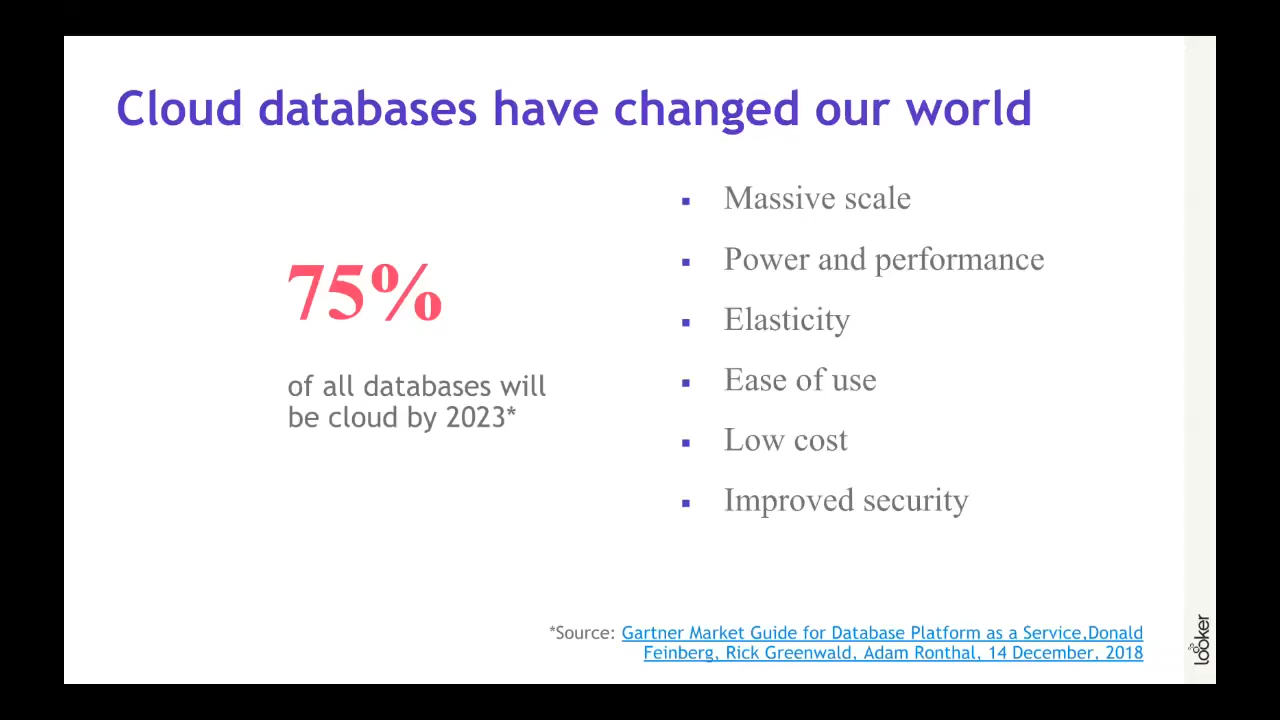 Cloud databases have changed our world
75%
of all databases will
be cloud by 2023*
▪ Massive scale
▪ Power and performance
▪ Elasticity
▪ Ease of use
▪ Low cost
▪ Improved security
*Source: Gartner Market Guide for Database Platform as a Service,Donald
Feinberg, Rick Greenwald, Adam Ronthal, 14 December, 2018
looker